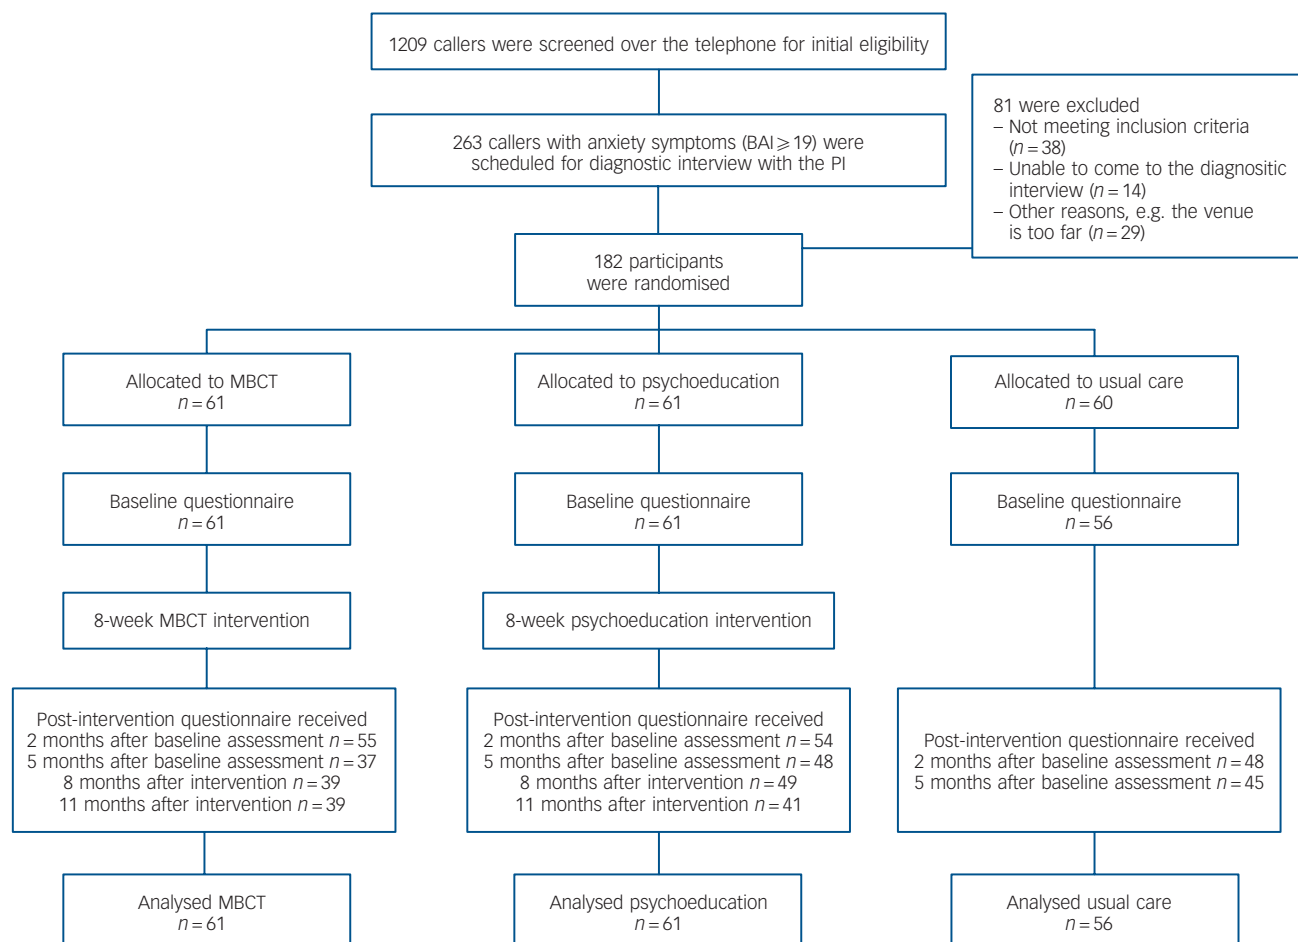 1209 callers were screened over the telephone for initial eligibility
81 were excluded
– Not meeting inclusion criteria
(n=38)
– Unable to come to the diagnositic
interview (n=14)
– Other reasons, e.g. the venue
is too far (n=29)
263 callers with anxiety symptoms (BAI⩾19) were
scheduled for diagnostic interview with the PI
182 participants
were randomised
Allocated to MBCT
n=61
Allocated to psychoeducation
n=61
Allocated to usual care
n=60
Baseline questionnaire
n=61
Baseline questionnaire
n=61
Baseline questionnaire
n=56
8-week MBCT intervention
8-week psychoeducation intervention
Post-intervention questionnaire received
2 months after baseline assessment n=55
5 months after baseline assessment n=37
8 months after intervention n=39
11 months after intervention n=39
Post-intervention questionnaire received
2 months after baseline assessment n=54
5 months after baseline assessment n=48
8 months after intervention n=49
11 months after intervention n=41
Post-intervention questionnaire received
2 months after baseline assessment n=48
5 months after baseline assessment n=45
Analysed MBCT
n=61
Analysed psychoeducation
n=61
Analysed usual care
n=56